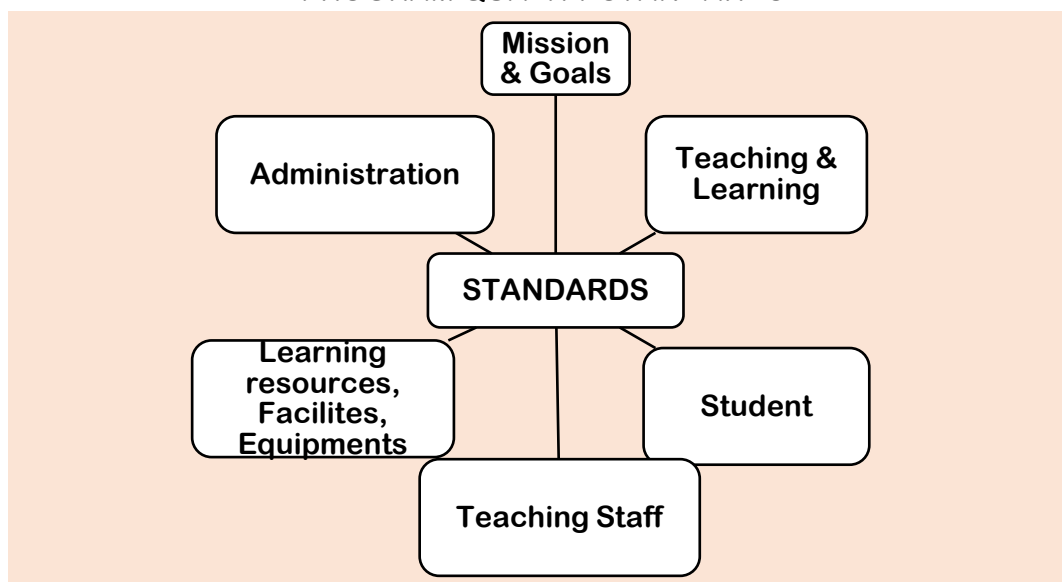 Mission
& Goals
Administration
Teaching &
Learning
STANDARDS
Learning
resources,
Facilites,
Equipments
Student
Teaching Staff